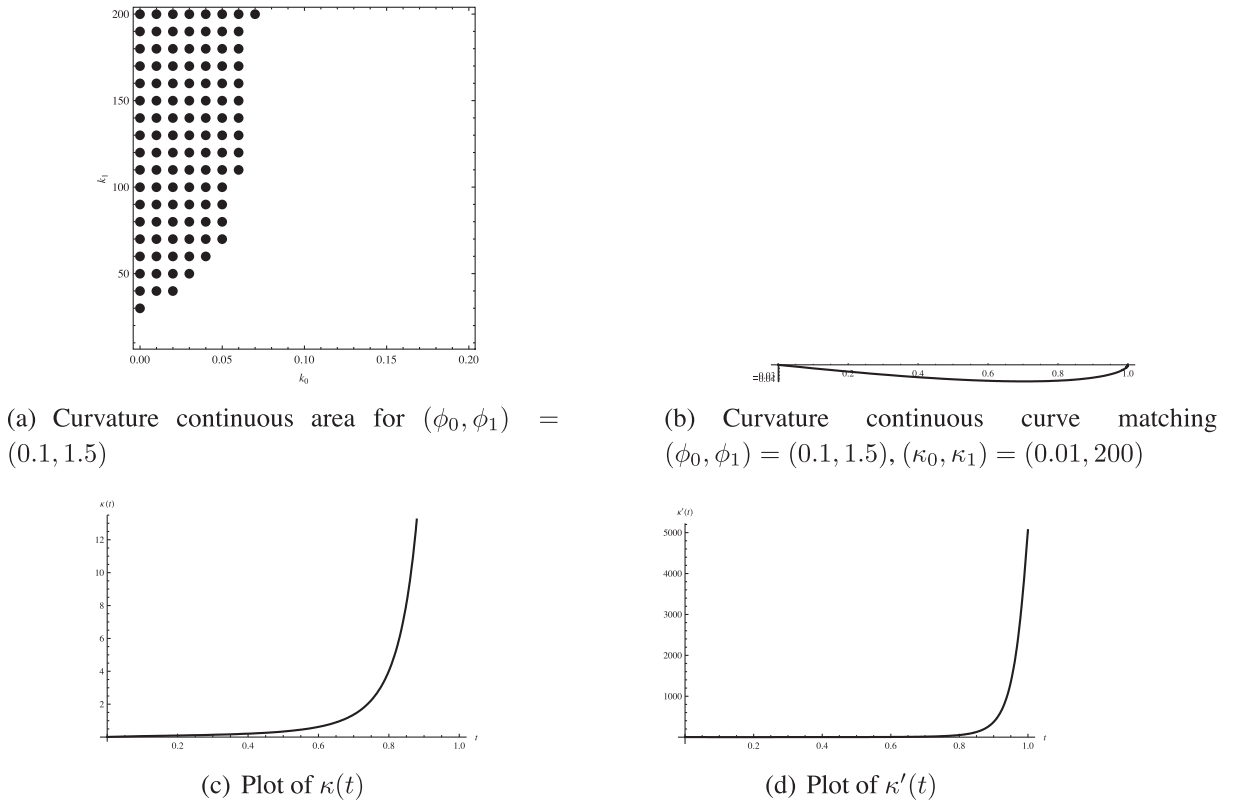 200
150
100
50
k₁
0.00 0.05 0.10 0.15 0.20
k₀
0.2 0.4 0.6 0.8 1.0
−0.03
−0.04
(a) Curvature continuous area for (ϕ₀, ϕ₁) =
(0.1, 1.5)
(b) Curvature continuous curve matching
(ϕ₀, ϕ₁) = (0.1, 1.5), (κ₀, κ₁) = (0.01, 200)
κ(t)
12
10
8
6
4
2
0.2 0.4 0.6 0.8 1.0 t
κ′(t)
5000
4000
3000
2000
1000
0.2 0.4 0.6 0.8 1.0 t
(c) Plot of κ(t)
(d) Plot of κ′(t)